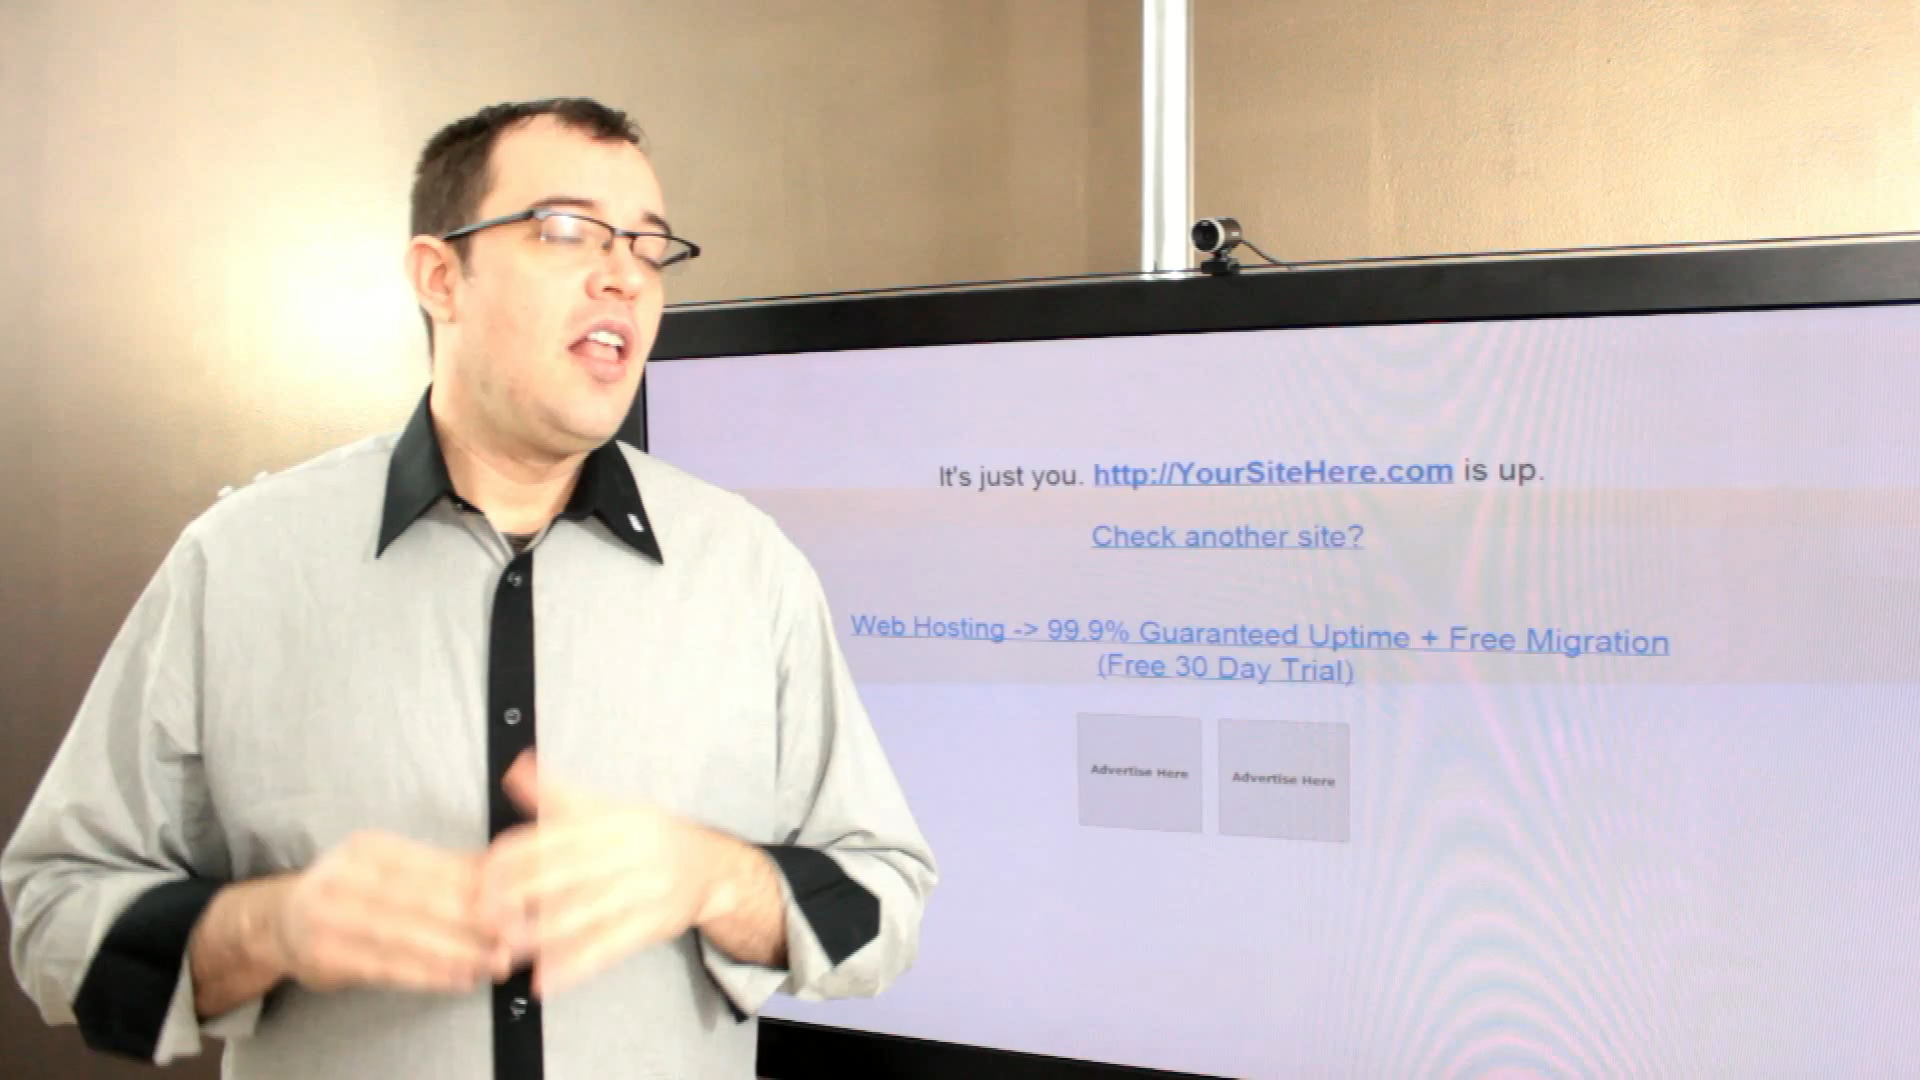 It's just you. http://YourSiteHere.com is up.
Check another site?
Web Hosting -> 99.9% Guaranteed Uptime + Free Migration
(Free 30 Day Trial)
Advertise Here
Advertise Here